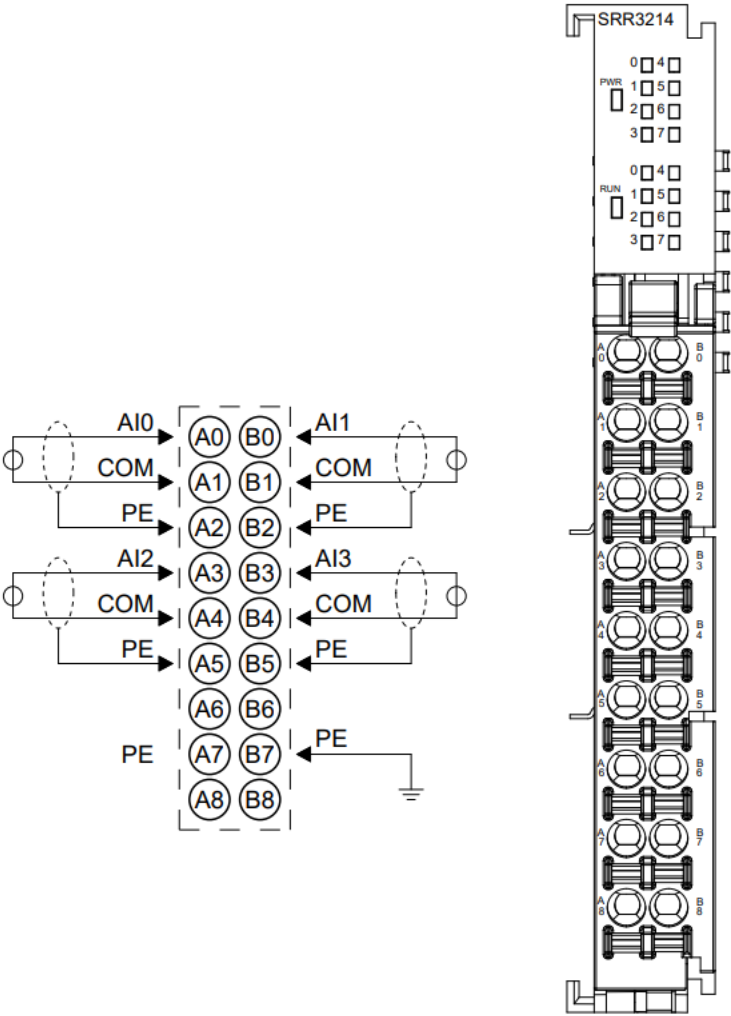 SRR3214
0 4
PWR 1 5
2 6
3 7
0 4
RUN 1 5
2 6
3 7
A0 B0
A1 B1
A2 B2
A3 B3
A4 B4
A5 B5
A6 B6
A7 B7
A8 B8
AI0 A0 B0 AI1
COM A1 B1 COM
PE A2 B2 PE
AI2 A3 B3 AI3
COM A4 B4 COM
PE A5 B5 PE
A6 B6
PE A7 B7 PE
A8 B8